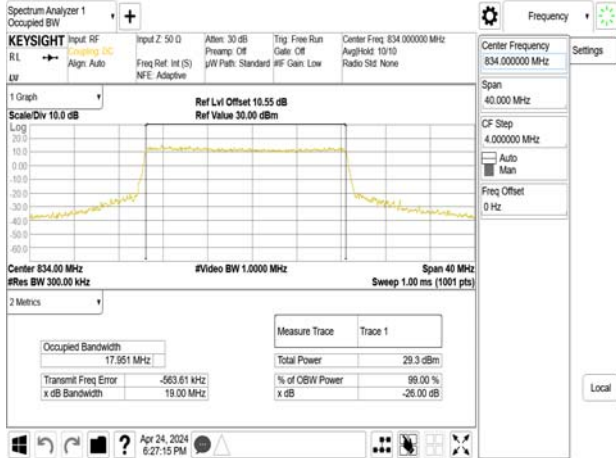 Spectrum Analyzer 1
Occupied BW
+
Frequency
KEYSIGHT
RL
Input: RF
Coupling: DC
Align: Auto
Input Z: 50 Ω
Freq Ref: Int (S)
NFE: Adaptive
Atten: 30 dB
Preamp: Off
µW Path: Standard
Trig: Free Run
Gate: Off
#IF Gain: Low
Center Freq: 834.000000 MHz
Avg|Hold: 10/10
Radio Std: None
Center Frequency
834.000000 MHz
Settings
Span
40.000 MHz
CF Step
4.000000 MHz
Auto
Man
Freq Offset
0 Hz
Local
1 Graph
Scale/Div 10.0 dB
Ref Lvl Offset 10.55 dB
Ref Value 30.00 dBm
Log
20.0
10.0
0.00
-10.0
-20.0
-30.0
-40.0
-50.0
-60.0
Center 834.00 MHz
#Res BW 300.00 kHz
#Video BW 1.0000 MHz
Span 40 MHz
Sweep 1.00 ms (1001 pts)
2 Metrics
Measure Trace Trace 1
Occupied Bandwidth
17.951 MHz
Total Power 29.3 dBm
Transmit Freq Error -563.61 kHz
% of OBW Power 99.00 %
x dB Bandwidth 19.00 MHz
x dB -26.00 dB
?
Apr 24, 2024
6:27:15 PM